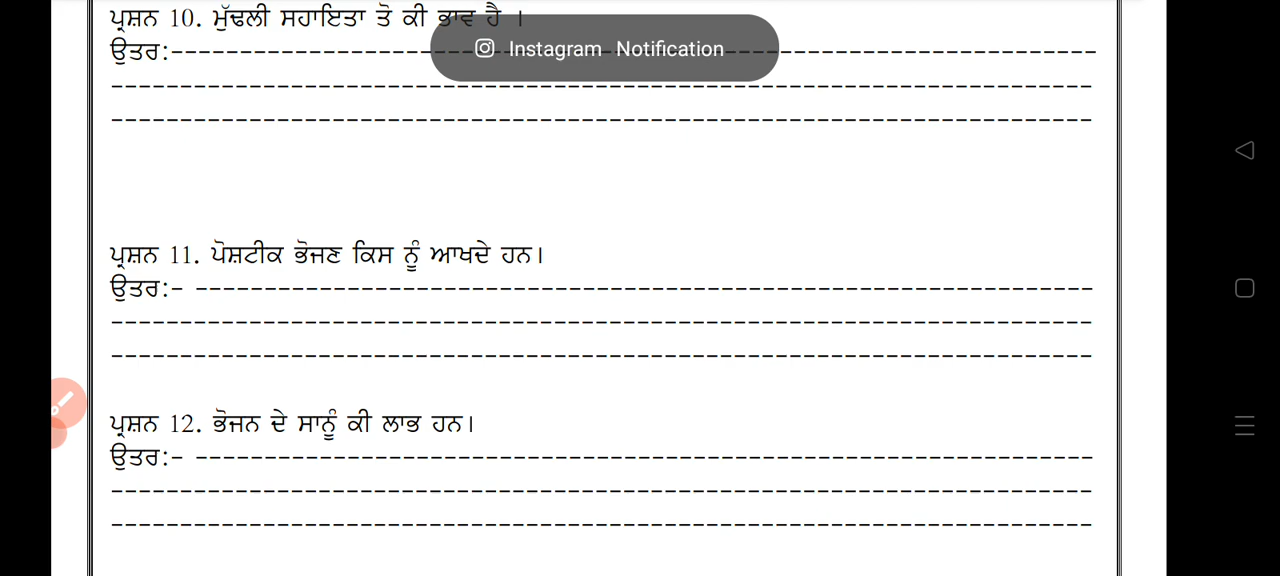 ਪ੍ਰਸ਼ਨ 10. ਮੁੱਢਲੀ ਸਹਾਇਤਾ ਤੋ ਕੀ ਭਾਵ ਹੈ ।
ਉਤਰ:-------------------------------------------------------------------
Instagram Notification
-----------------------------------------------------------------------
-----------------------------------------------------------------------
ਪ੍ਰਸ਼ਨ 11. ਪੋਸ਼ਟੀਕ ਭੋਜਣ ਕਿਸ ਨੂੰ ਆਖਦੇ ਹਨ।
ਉਤਰ:- -----------------------------------------------------------------
-----------------------------------------------------------------------
-----------------------------------------------------------------------
ਪ੍ਰਸ਼ਨ 12. ਭੋਜਨ ਦੇ ਸਾਨੂੰ ਕੀ ਲਾਭ ਹਨ।
ਉਤਰ:- -----------------------------------------------------------------
-----------------------------------------------------------------------
-----------------------------------------------------------------------